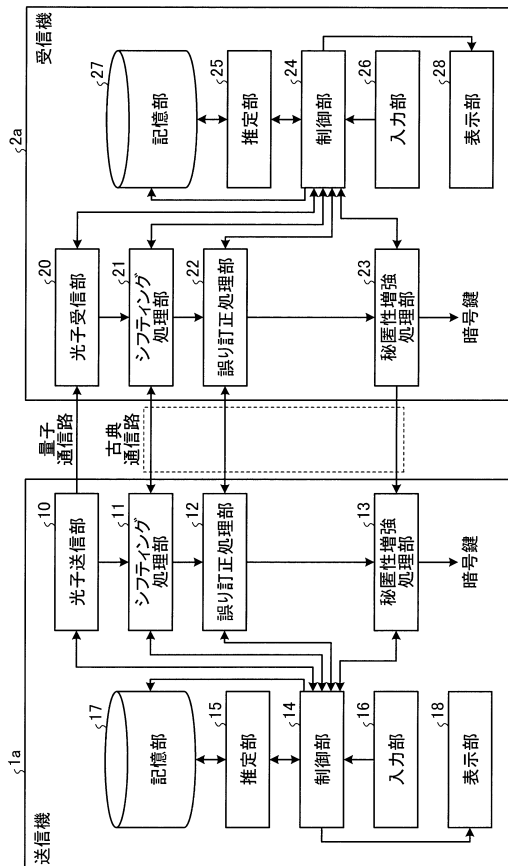 1a
送信機
17
記憶部
15
推定部
14
制御部
16
入力部
18
表示部
10
光子送信部
11
シフティング
処理部
12
誤り訂正処理部
13
秘匿性増強
処理部
暗号鍵
量子
通信路
古典
通信路
2a
受信機
20
光子受信部
21
シフティング
処理部
22
誤り訂正処理部
23
秘匿性増強
処理部
暗号鍵
27
記憶部
25
推定部
24
制御部
26
入力部
28
表示部